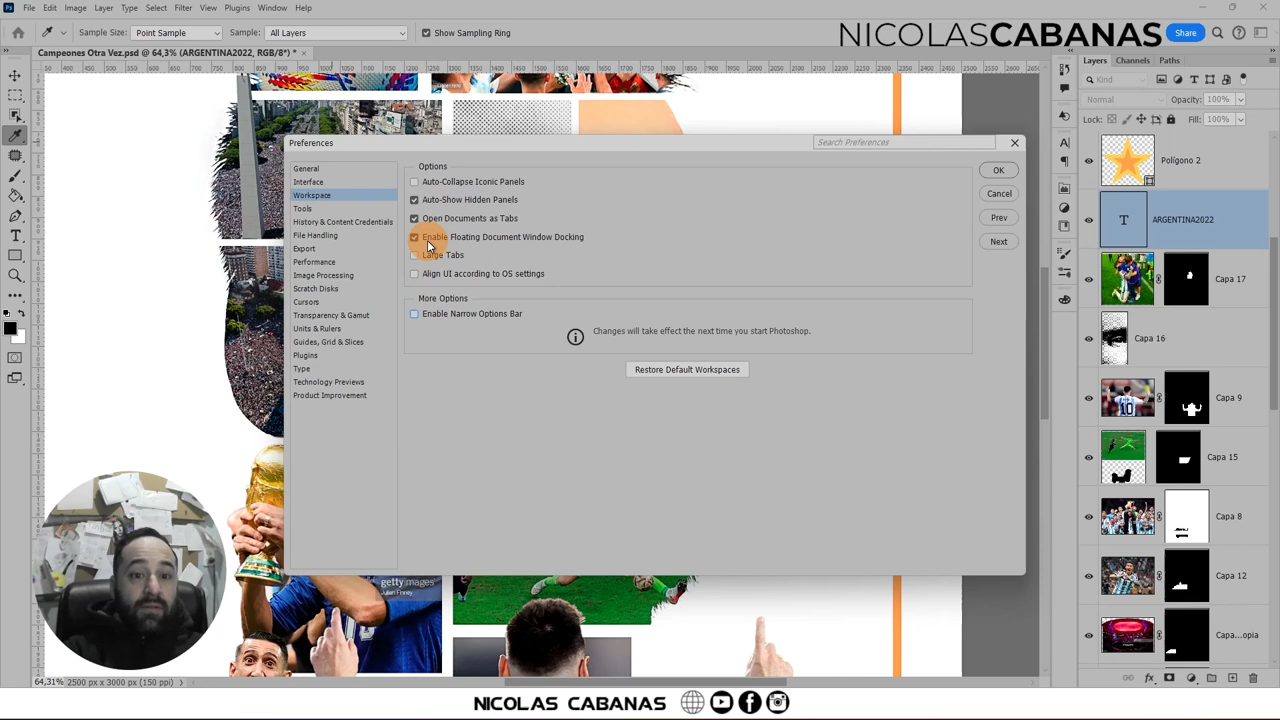 Ps File Edit Image Layer Type Select Filter View Plugins Window Help
Sample Size: Point Sample Sample: All Layers Show Sampling Ring
NICOLASCABANAS
Share
Campeones Otra Vez.psd @ 64,3% (ARGENTINA2022, RGB/8*) * ×
Layers Channels Paths
Kind
Normal Opacity: 100%
Lock: Fill: 100%
Preferences
Search Preferences
General
Interface
Workspace
Tools
History & Content Credentials
File Handling
Export
Performance
Image Processing
Scratch Disks
Cursors
Transparency & Gamut
Units & Rulers
Guides, Grid & Slices
Plugins
Type
Technology Previews
Product Improvement
Options
Auto-Collapse Iconic Panels
Auto-Show Hidden Panels
Open Documents as Tabs
Enable Floating Document Window Docking
Large Tabs
Align UI according to OS settings
More Options
Enable Narrow Options Bar
Changes will take effect the next time you start Photoshop.
Restore Default Workspaces
OK
Cancel
Prev
Next
Polígono 2
T ARGENTINA2022
Capa 17
Capa 16
10 Capa 9
Capa 15
Capa 8
Capa 12
Capa...opia
gettyimages
Julian Finney
64,31% 2500 px x 3000 px (150 ppi)
NICOLAS CABANAS